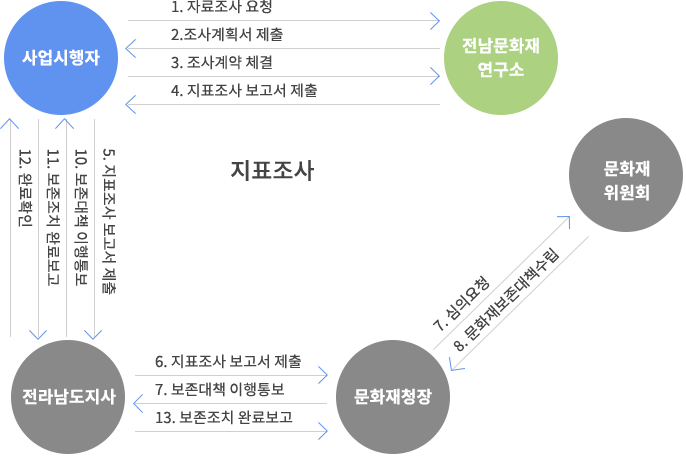 1. 자료조사 요청
2.조사계획서 제출
3. 조사계약 체결
4. 지표조사 보고서 제출
사업시행자
전남문화재
연구소
지표조사
문화재
위원회
12. 완료확인
11. 보존조치 완료보고
10. 보존대책 이행통보
5. 지표조사 보고서 제출
7. 심의요청
8. 문화재보존대책수립
전라남도지사
6. 지표조사 보고서 제출
7. 보존대책 이행통보
13. 보존조치 완료보고
문화재청장